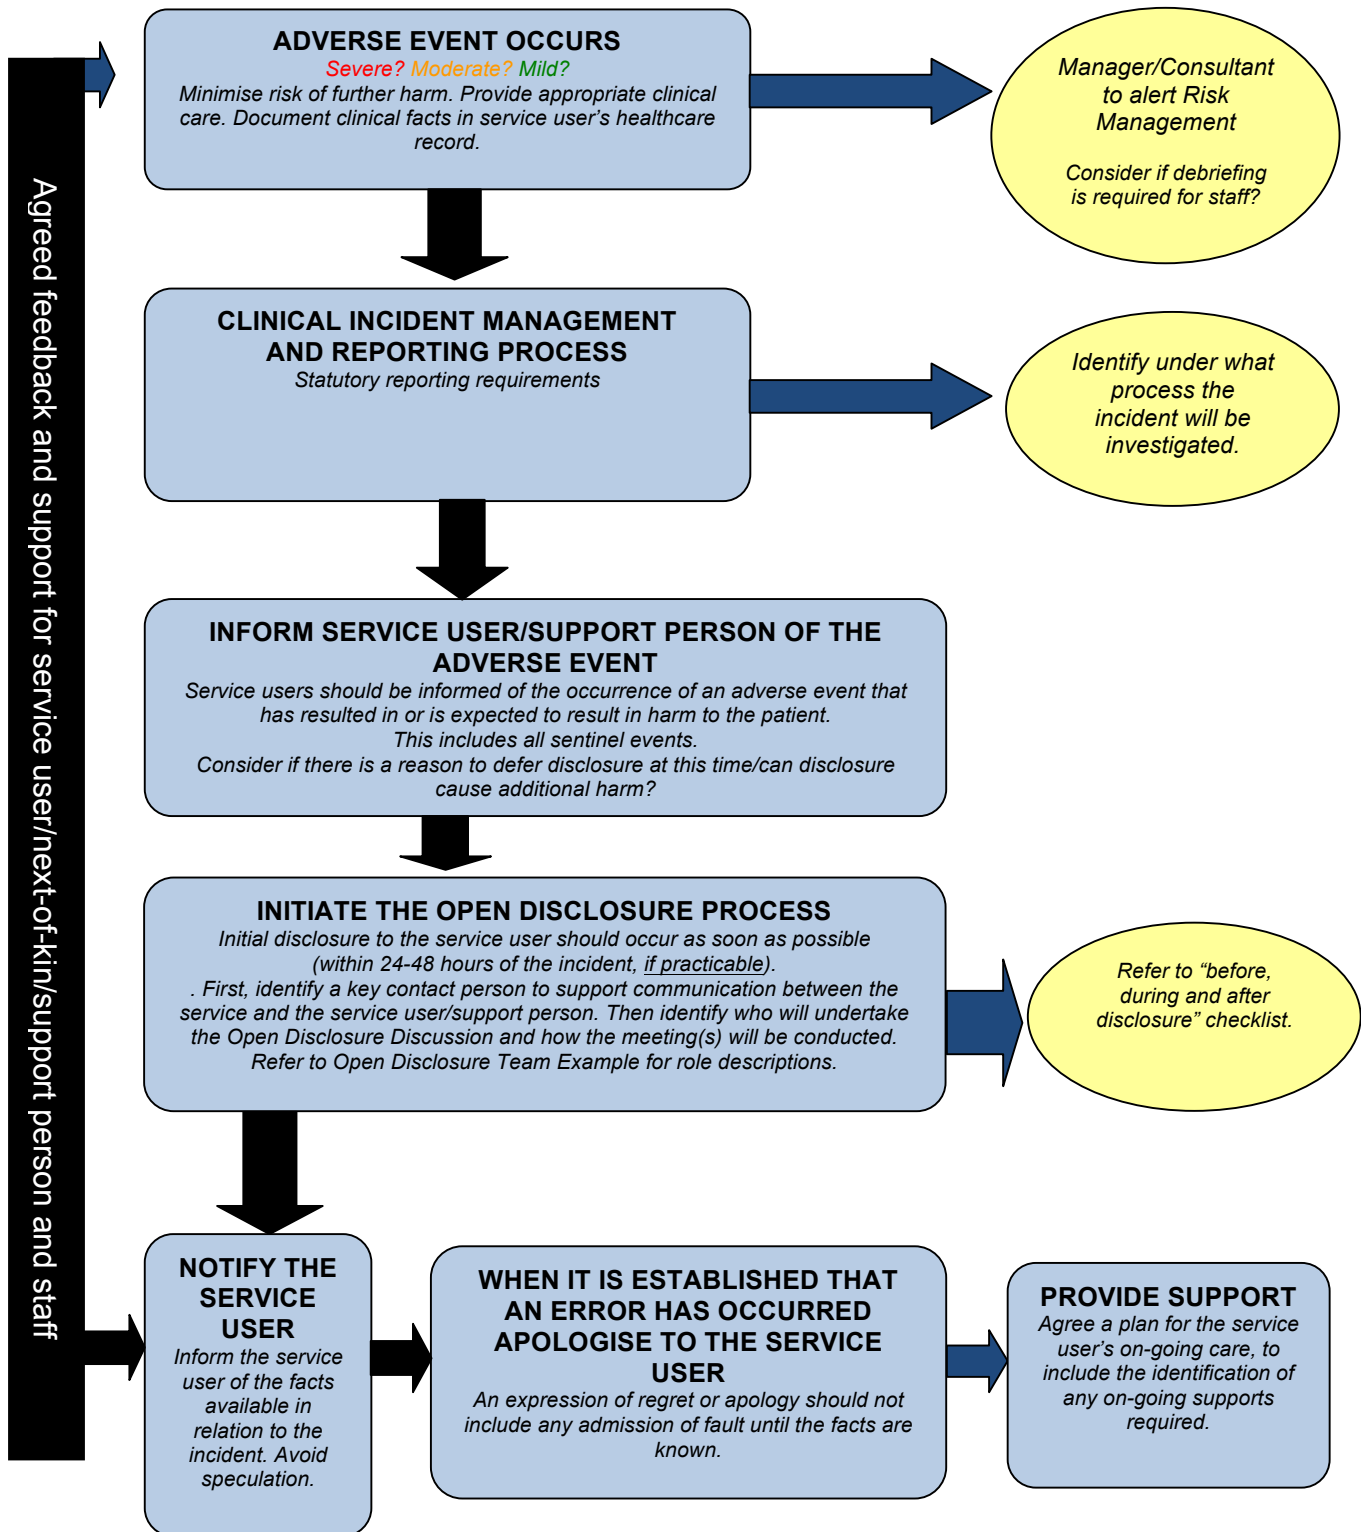 Agreed feedback and support for service user/next-of-kin/support person and staff
ADVERSE EVENT OCCURS
Severe? Moderate? Mild?
Minimise risk of further harm. Provide appropriate clinical
care. Document clinical facts in service user's healthcare
record.
Manager/Consultant
to alert Risk
Management
Consider if debriefing
is required for staff?
CLINICAL INCIDENT MANAGEMENT
AND REPORTING PROCESS
Statutory reporting requirements
Identify under what
process the
incident will be
investigated.
INFORM SERVICE USER/SUPPORT PERSON OF THE
ADVERSE EVENT
Service users should be informed of the occurrence of an adverse event that
has resulted in or is expected to result in harm to the patient.
This includes all sentinel events.
Consider if there is a reason to defer disclosure at this time/can disclosure
cause additional harm?
INITIATE THE OPEN DISCLOSURE PROCESS
Initial disclosure to the service user should occur as soon as possible
(within 24-48 hours of the incident, if practicable).
. First, identify a key contact person to support communication between the
service and the service user/support person. Then identify who will undertake
the Open Disclosure Discussion and how the meeting(s) will be conducted.
Refer to Open Disclosure Team Example for role descriptions.
Refer to “before,
during and after
disclosure” checklist.
NOTIFY THE
SERVICE
USER
Inform the service
user of the facts
available in
relation to the
incident. Avoid
speculation.
WHEN IT IS ESTABLISHED THAT
AN ERROR HAS OCCURRED
APOLOGISE TO THE SERVICE
USER
An expression of regret or apology should not
include any admission of fault until the facts are
known.
PROVIDE SUPPORT
Agree a plan for the service
user's on-going care, to
include the identification of
any on-going supports
required.